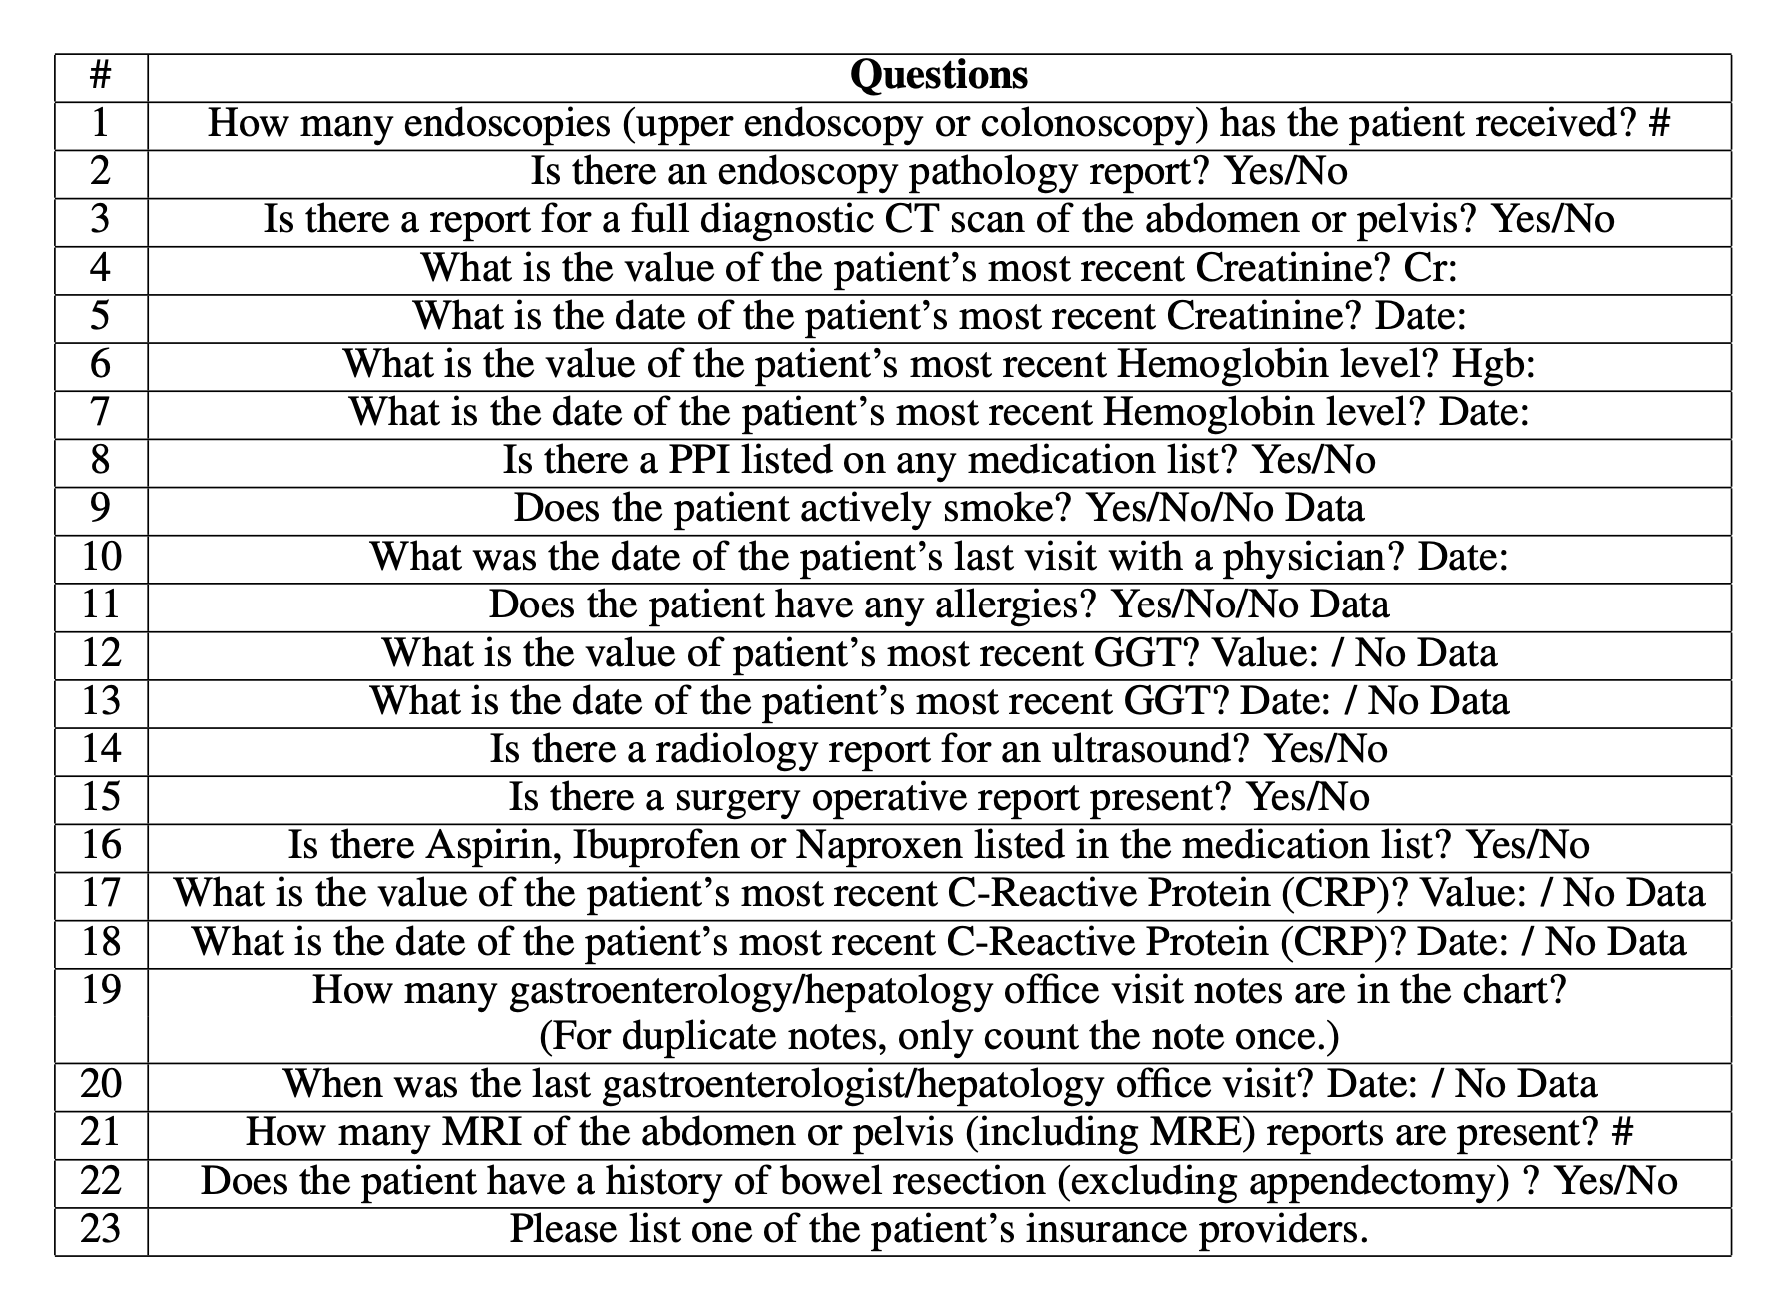 # Questions
1 How many endoscopies (upper endoscopy or colonoscopy) has the patient received? #
2 Is there an endoscopy pathology report? Yes/No
3 Is there a report for a full diagnostic CT scan of the abdomen or pelvis? Yes/No
4 What is the value of the patient’s most recent Creatinine? Cr:
5 What is the date of the patient’s most recent Creatinine? Date:
6 What is the value of the patient’s most recent Hemoglobin level? Hgb:
7 What is the date of the patient’s most recent Hemoglobin level? Date:
8 Is there a PPI listed on any medication list? Yes/No
9 Does the patient actively smoke? Yes/No/No Data
10 What was the date of the patient’s last visit with a physician? Date:
11 Does the patient have any allergies? Yes/No/No Data
12 What is the value of patient’s most recent GGT? Value: / No Data
13 What is the date of the patient’s most recent GGT? Date: / No Data
14 Is there a radiology report for an ultrasound? Yes/No
15 Is there a surgery operative report present? Yes/No
16 Is there Aspirin, Ibuprofen or Naproxen listed in the medication list? Yes/No
17 What is the value of the patient’s most recent C-Reactive Protein (CRP)? Value: / No Data
18 What is the date of the patient’s most recent C-Reactive Protein (CRP)? Date: / No Data
19 How many gastroenterology/hepatology office visit notes are in the chart?
(For duplicate notes, only count the note once.)
20 When was the last gastroenterologist/hepatology office visit? Date: / No Data
21 How many MRI of the abdomen or pelvis (including MRE) reports are present? #
22 Does the patient have a history of bowel resection (excluding appendectomy) ? Yes/No
23 Please list one of the patient’s insurance providers.